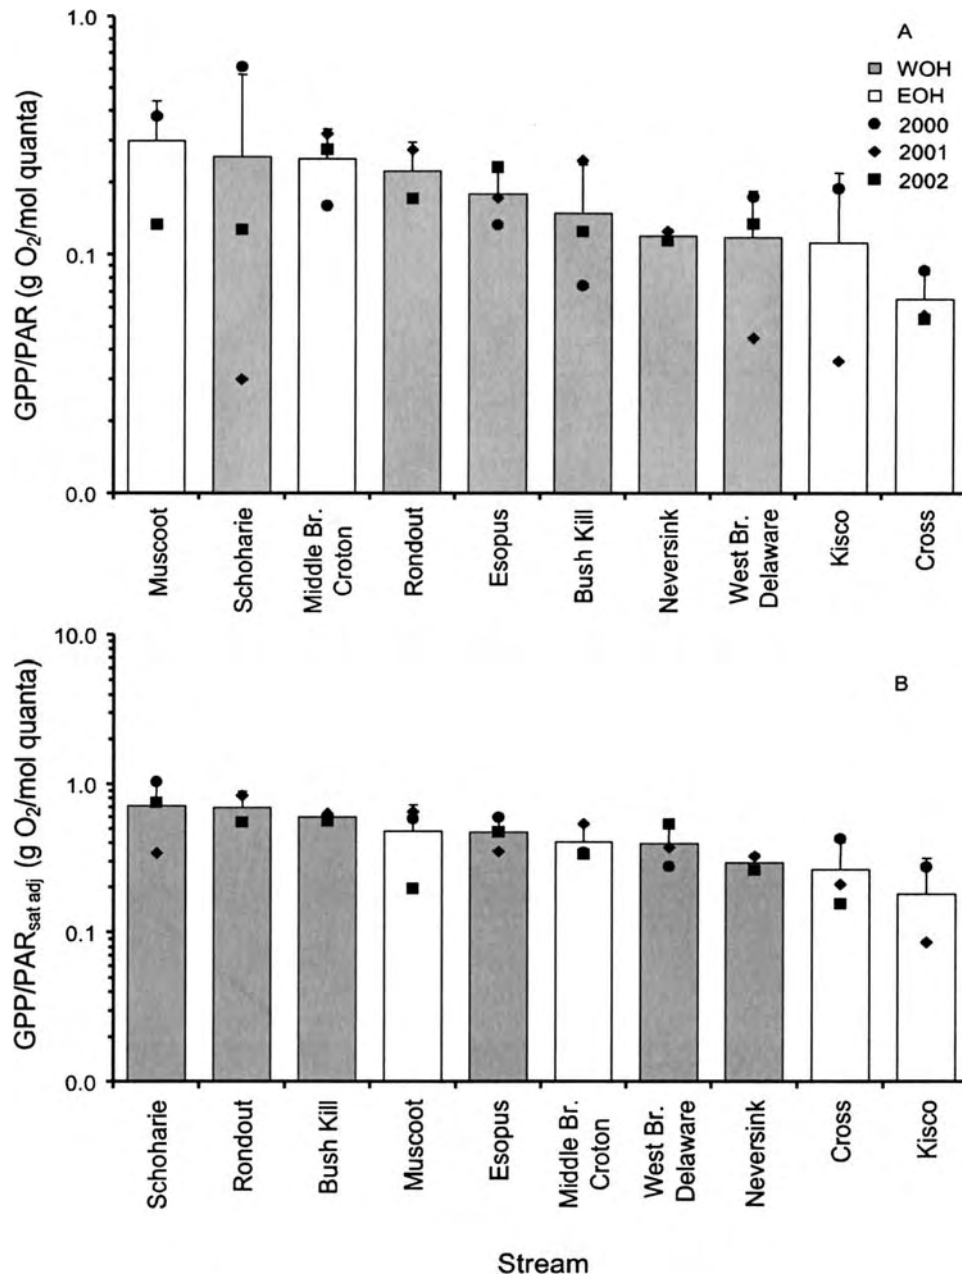 1.0
0.1
0.0
GPP/PAR (g O2/mol quanta)
A
WOH
EOH
2000
2001
2002
Muscoot
Schoharie
Middle Br.
Croton
Rondout
Esopus
Bush Kill
Neversink
West Br.
Delaware
Kisco
Cross
10.0
1.0
0.1
0.0
GPP/PARsat adj (g O2/mol quanta)
B
Schoharie
Rondout
Bush Kill
Muscoot
Esopus
Middle Br.
Croton
West Br.
Delaware
Neversink
Cross
Kisco
Stream